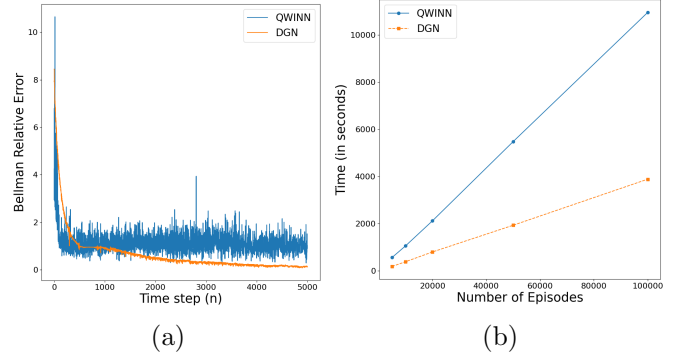 QWINN
DGN
Bellman Relative Error
10
8
6
4
2
0
0 1000 2000 3000 4000 5000
Time step (n)
(a)
QWINN
DGN
Time (in seconds)
10000
8000
6000
4000
2000
0
20000 40000 60000 80000 100000
Number of Episodes
(b)